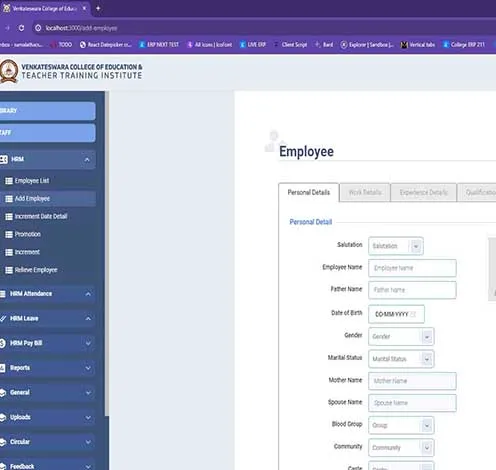 Venkateswara College of Educa
localhost:3000/add-employee
TODO
React Datepicker cr...
ERP NEXT TEST
All icons | IcoFont
LIVE ERP
Client Script
Bard
Explorer | Sandbox |...
Vertical tabs
College ERP 211
VENKATESWARA COLLEGE OF EDUCATION &
TEACHER TRAINING INSTITUTE
BRARY
TAFF
HRM
Employee List
Add Employee
Increment Date Detail
Promotion
Increment
Relieve Employee
HRM Attendance
HRM Leave
HRM Pay Bill
Reports
General
Uploads
Circular
Feedback
Employee
Personal Details
Work Details
Experience Details
Qualificatio
Personal Detail
Salutation
Salutation
Employee Name
Employee Name
Father Name
Father Name
Date of Birth
DD-MM-YYYY
Gender
Gender
Marital Status
Marital Status
Mother Name
Mother Name
Spouse Name
Spouse Name
Blood Group
Group
Community
Community
Caste